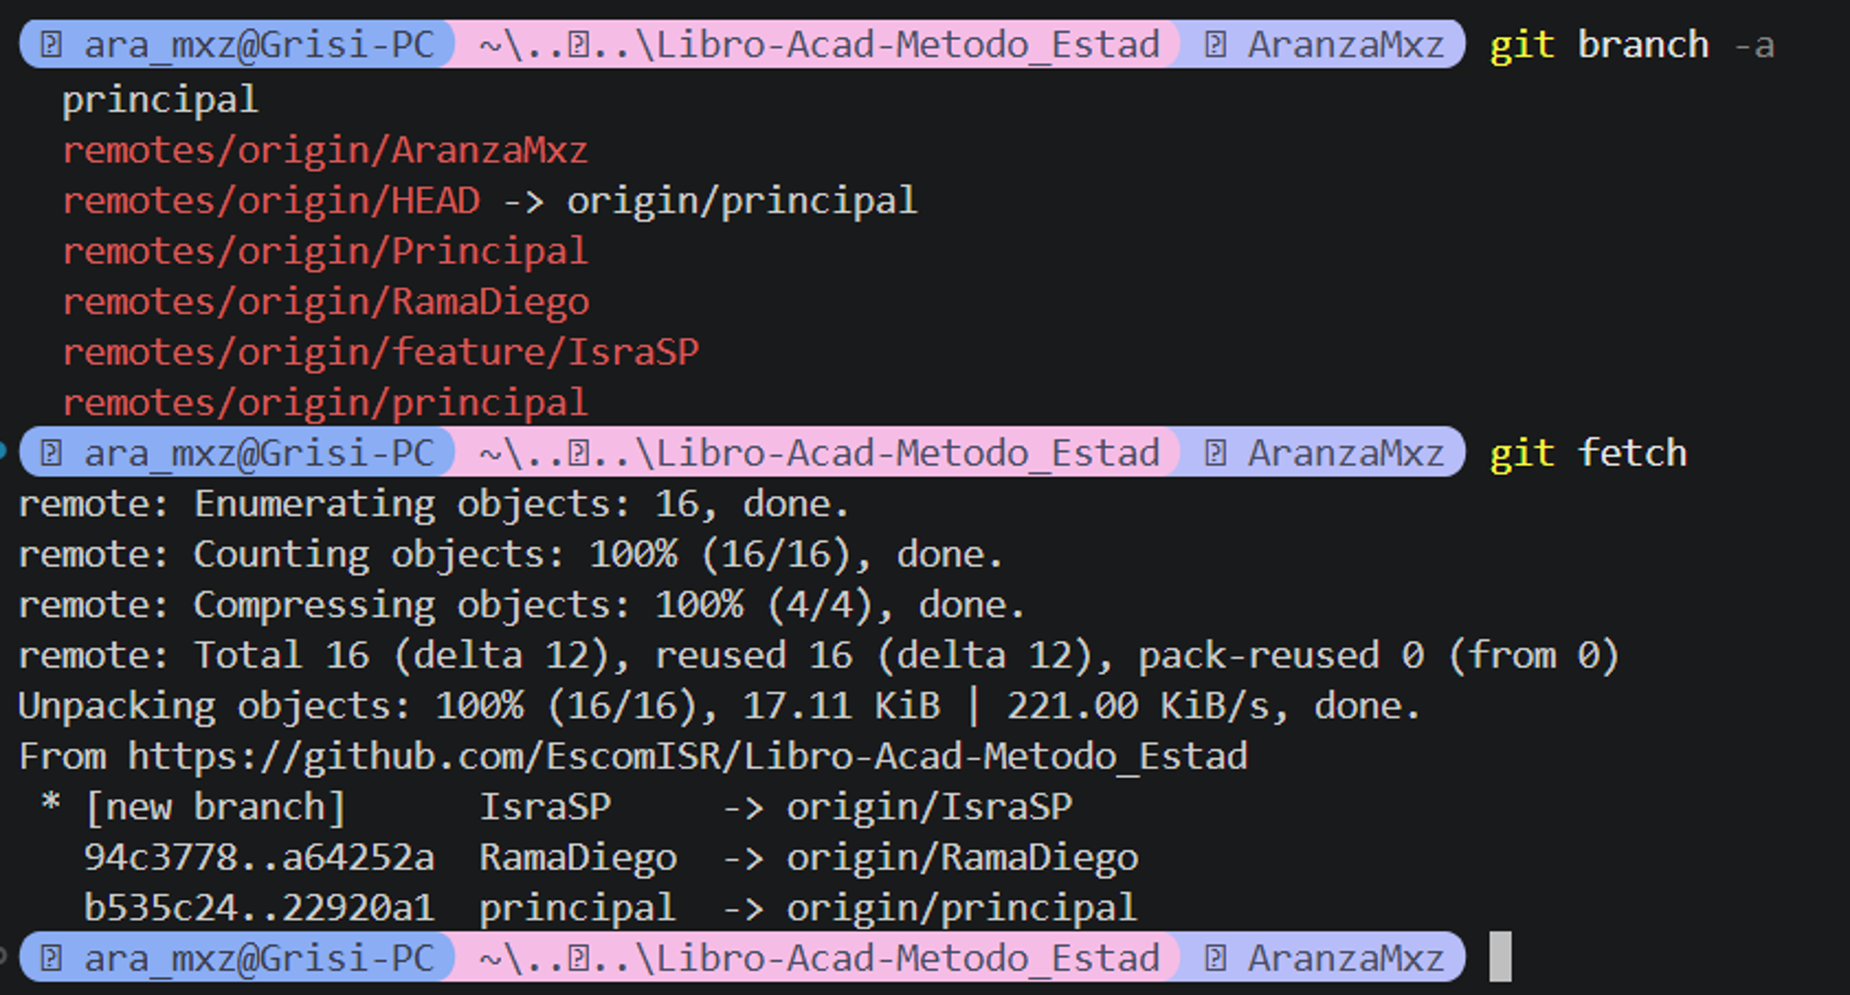 ara_mxz@Grisi-PC ~\....\Libro-Acad-Metodo_Estad AranzaMxz git branch -a
principal
remotes/origin/AranzaMxz
remotes/origin/HEAD -> origin/principal
remotes/origin/Principal
remotes/origin/RamaDiego
remotes/origin/feature/IsraSP
remotes/origin/principal
ara_mxz@Grisi-PC ~\....\Libro-Acad-Metodo_Estad AranzaMxz git fetch
remote: Enumerating objects: 16, done.
remote: Counting objects: 100% (16/16), done.
remote: Compressing objects: 100% (4/4), done.
remote: Total 16 (delta 12), reused 16 (delta 12), pack-reused 0 (from 0)
Unpacking objects: 100% (16/16), 17.11 KiB | 221.00 KiB/s, done.
From https://github.com/EscomISR/Libro-Acad-Metodo_Estad
* [new branch] IsraSP -> origin/IsraSP
94c3778..a64252a RamaDiego -> origin/RamaDiego
b535c24..22920a1 principal -> origin/principal
ara_mxz@Grisi-PC ~\....\Libro-Acad-Metodo_Estad AranzaMxz